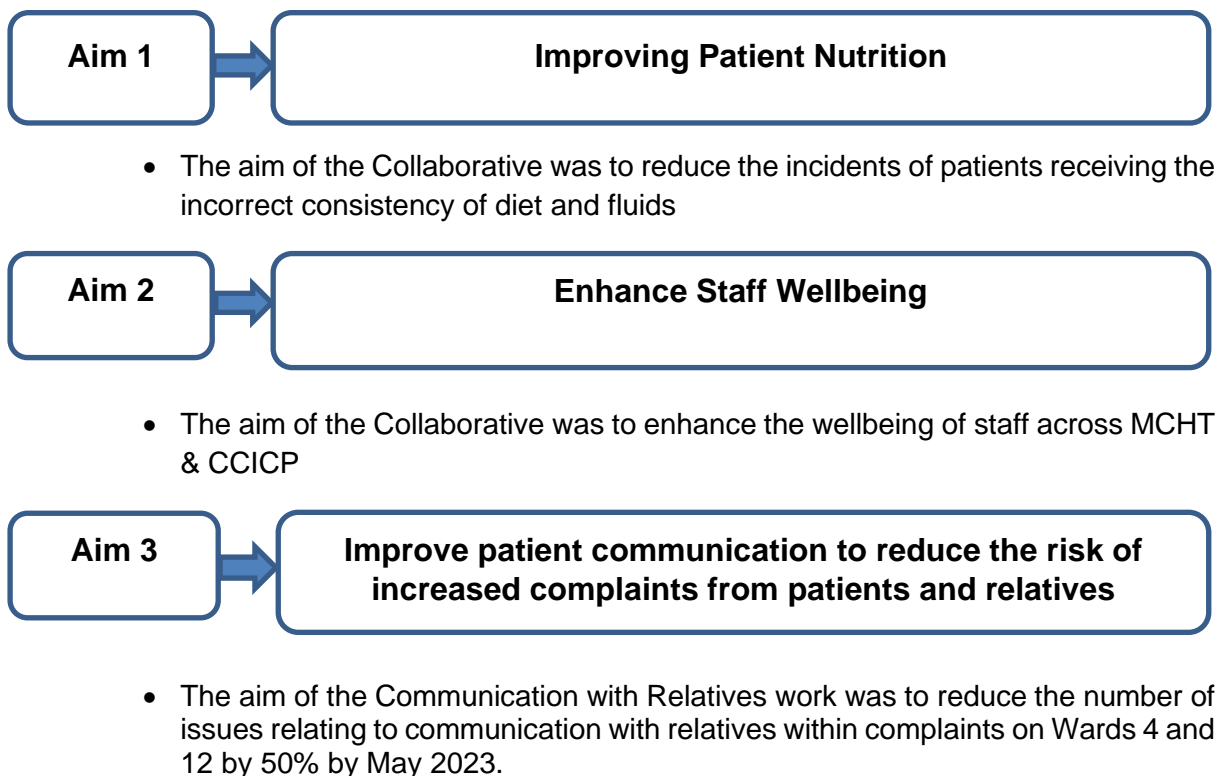 Aim 1
Improving Patient Nutrition
• The aim of the Collaborative was to reduce the incidents of patients receiving the
incorrect consistency of diet and fluids
Aim 2
Enhance Staff Wellbeing
• The aim of the Collaborative was to enhance the wellbeing of staff across MCHT
& CCICP
Aim 3
Improve patient communication to reduce the risk of
increased complaints from patients and relatives
• The aim of the Communication with Relatives work was to reduce the number of
issues relating to communication with relatives within complaints on Wards 4 and
12 by 50% by May 2023.